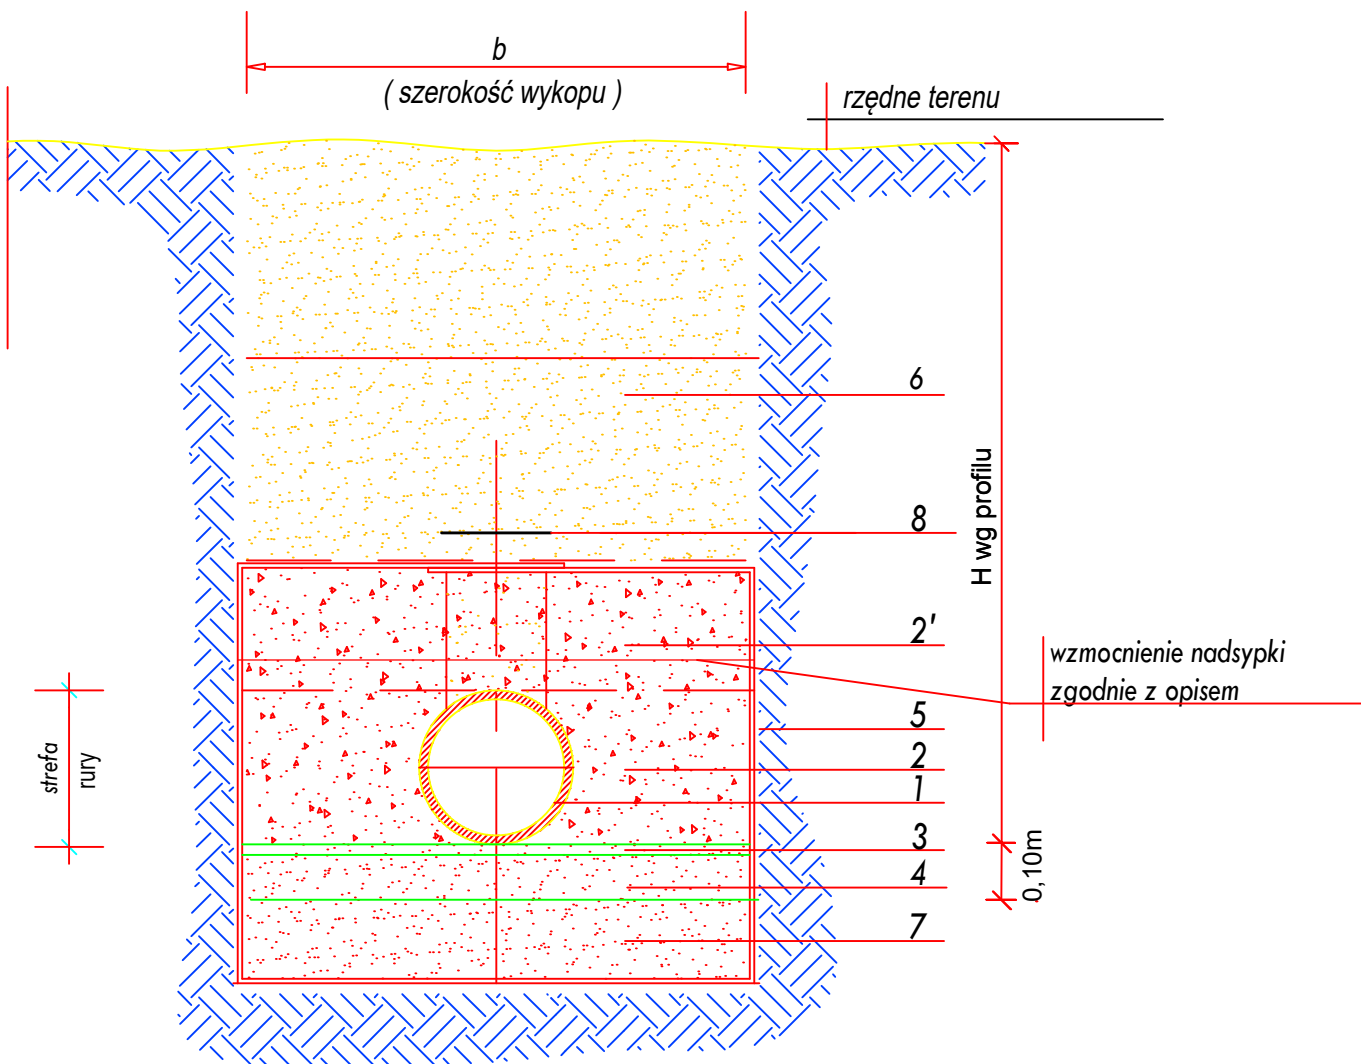 b
( szerokość wykopu )
rzędne terenu
6
8
H wg profilu
2'
wzmocnienie nadsypki
zgodnie z opisem
5
strefa
rury
2
1
3
0,10m
4
7